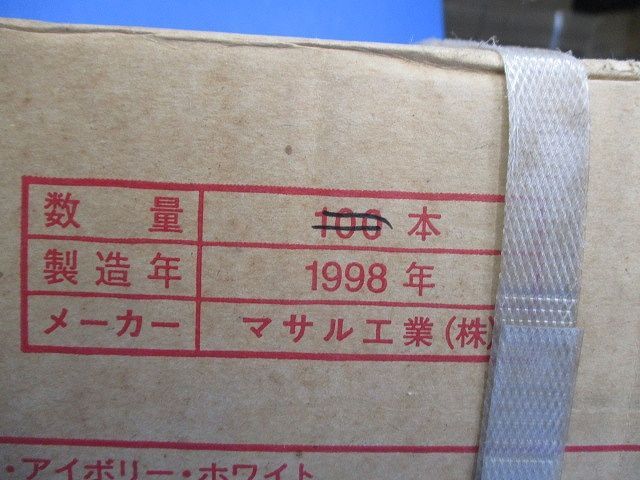 数量 100 本
製造年 1998 年
メーカー マサル工業(株)
・アイボリー・ホワイト